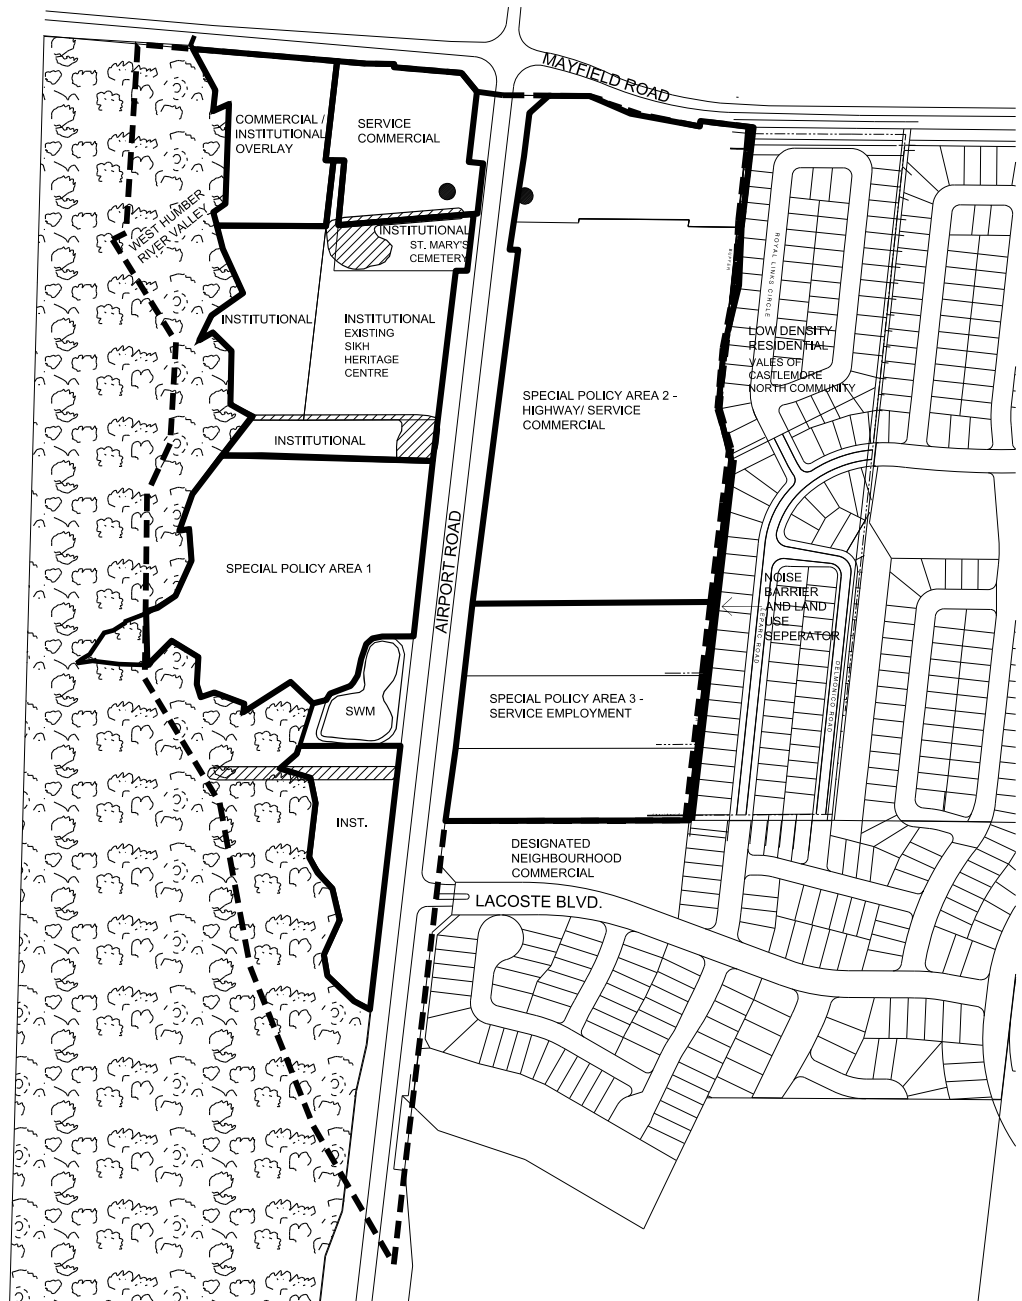 MAYFIELD ROAD
COMMERCIAL /
INSTITUTIONAL
OVERLAY
SERVICE
COMMERCIAL
WEST HUMBER
RIVER VALLEY
INSTITUTIONAL
ST. MARY'S
CEMETERY
INSTITUTIONAL
INSTITUTIONAL
EXISTING
SIKH
HERITAGE
CENTRE
ROYAL LINKS CIRCLE
LOW DENSITY
RESIDENTIAL
VALES OF
CASTLEMORE
NORTH COMMUNITY
SPECIAL POLICY AREA 2 -
HIGHWAY/ SERVICE
COMMERCIAL
INSTITUTIONAL
SPECIAL POLICY AREA 1
AIRPORT ROAD
NOISE
BARRIER
AND LAND
USE
SEPERATOR
LEPARC ROAD
DELMONICO ROAD
SWM
SPECIAL POLICY AREA 3 -
SERVICE EMPLOYMENT
INST.
DESIGNATED
NEIGHBOURHOOD
COMMERCIAL
LACOSTE BLVD.